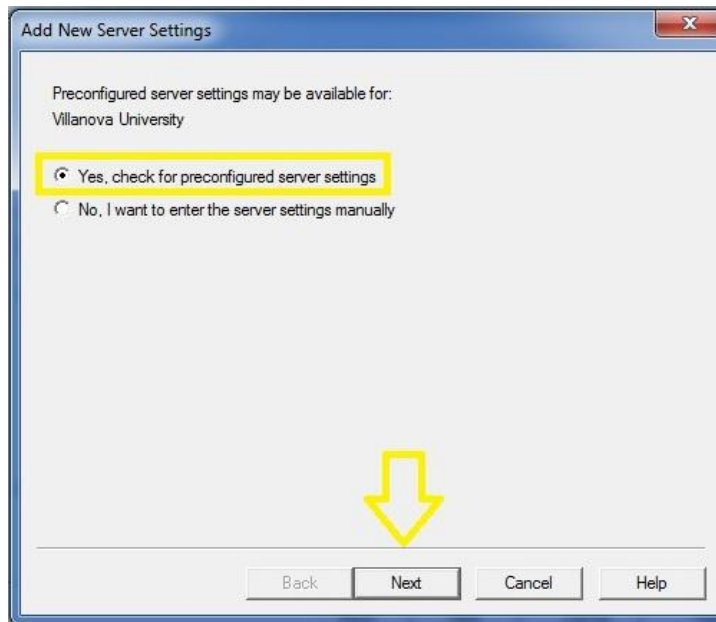 Add New Server Settings
Preconfigured server settings may be available for:
Villanova University
Yes, check for preconfigured server settings
No, I want to enter the server settings manually
Back Next Cancel Help